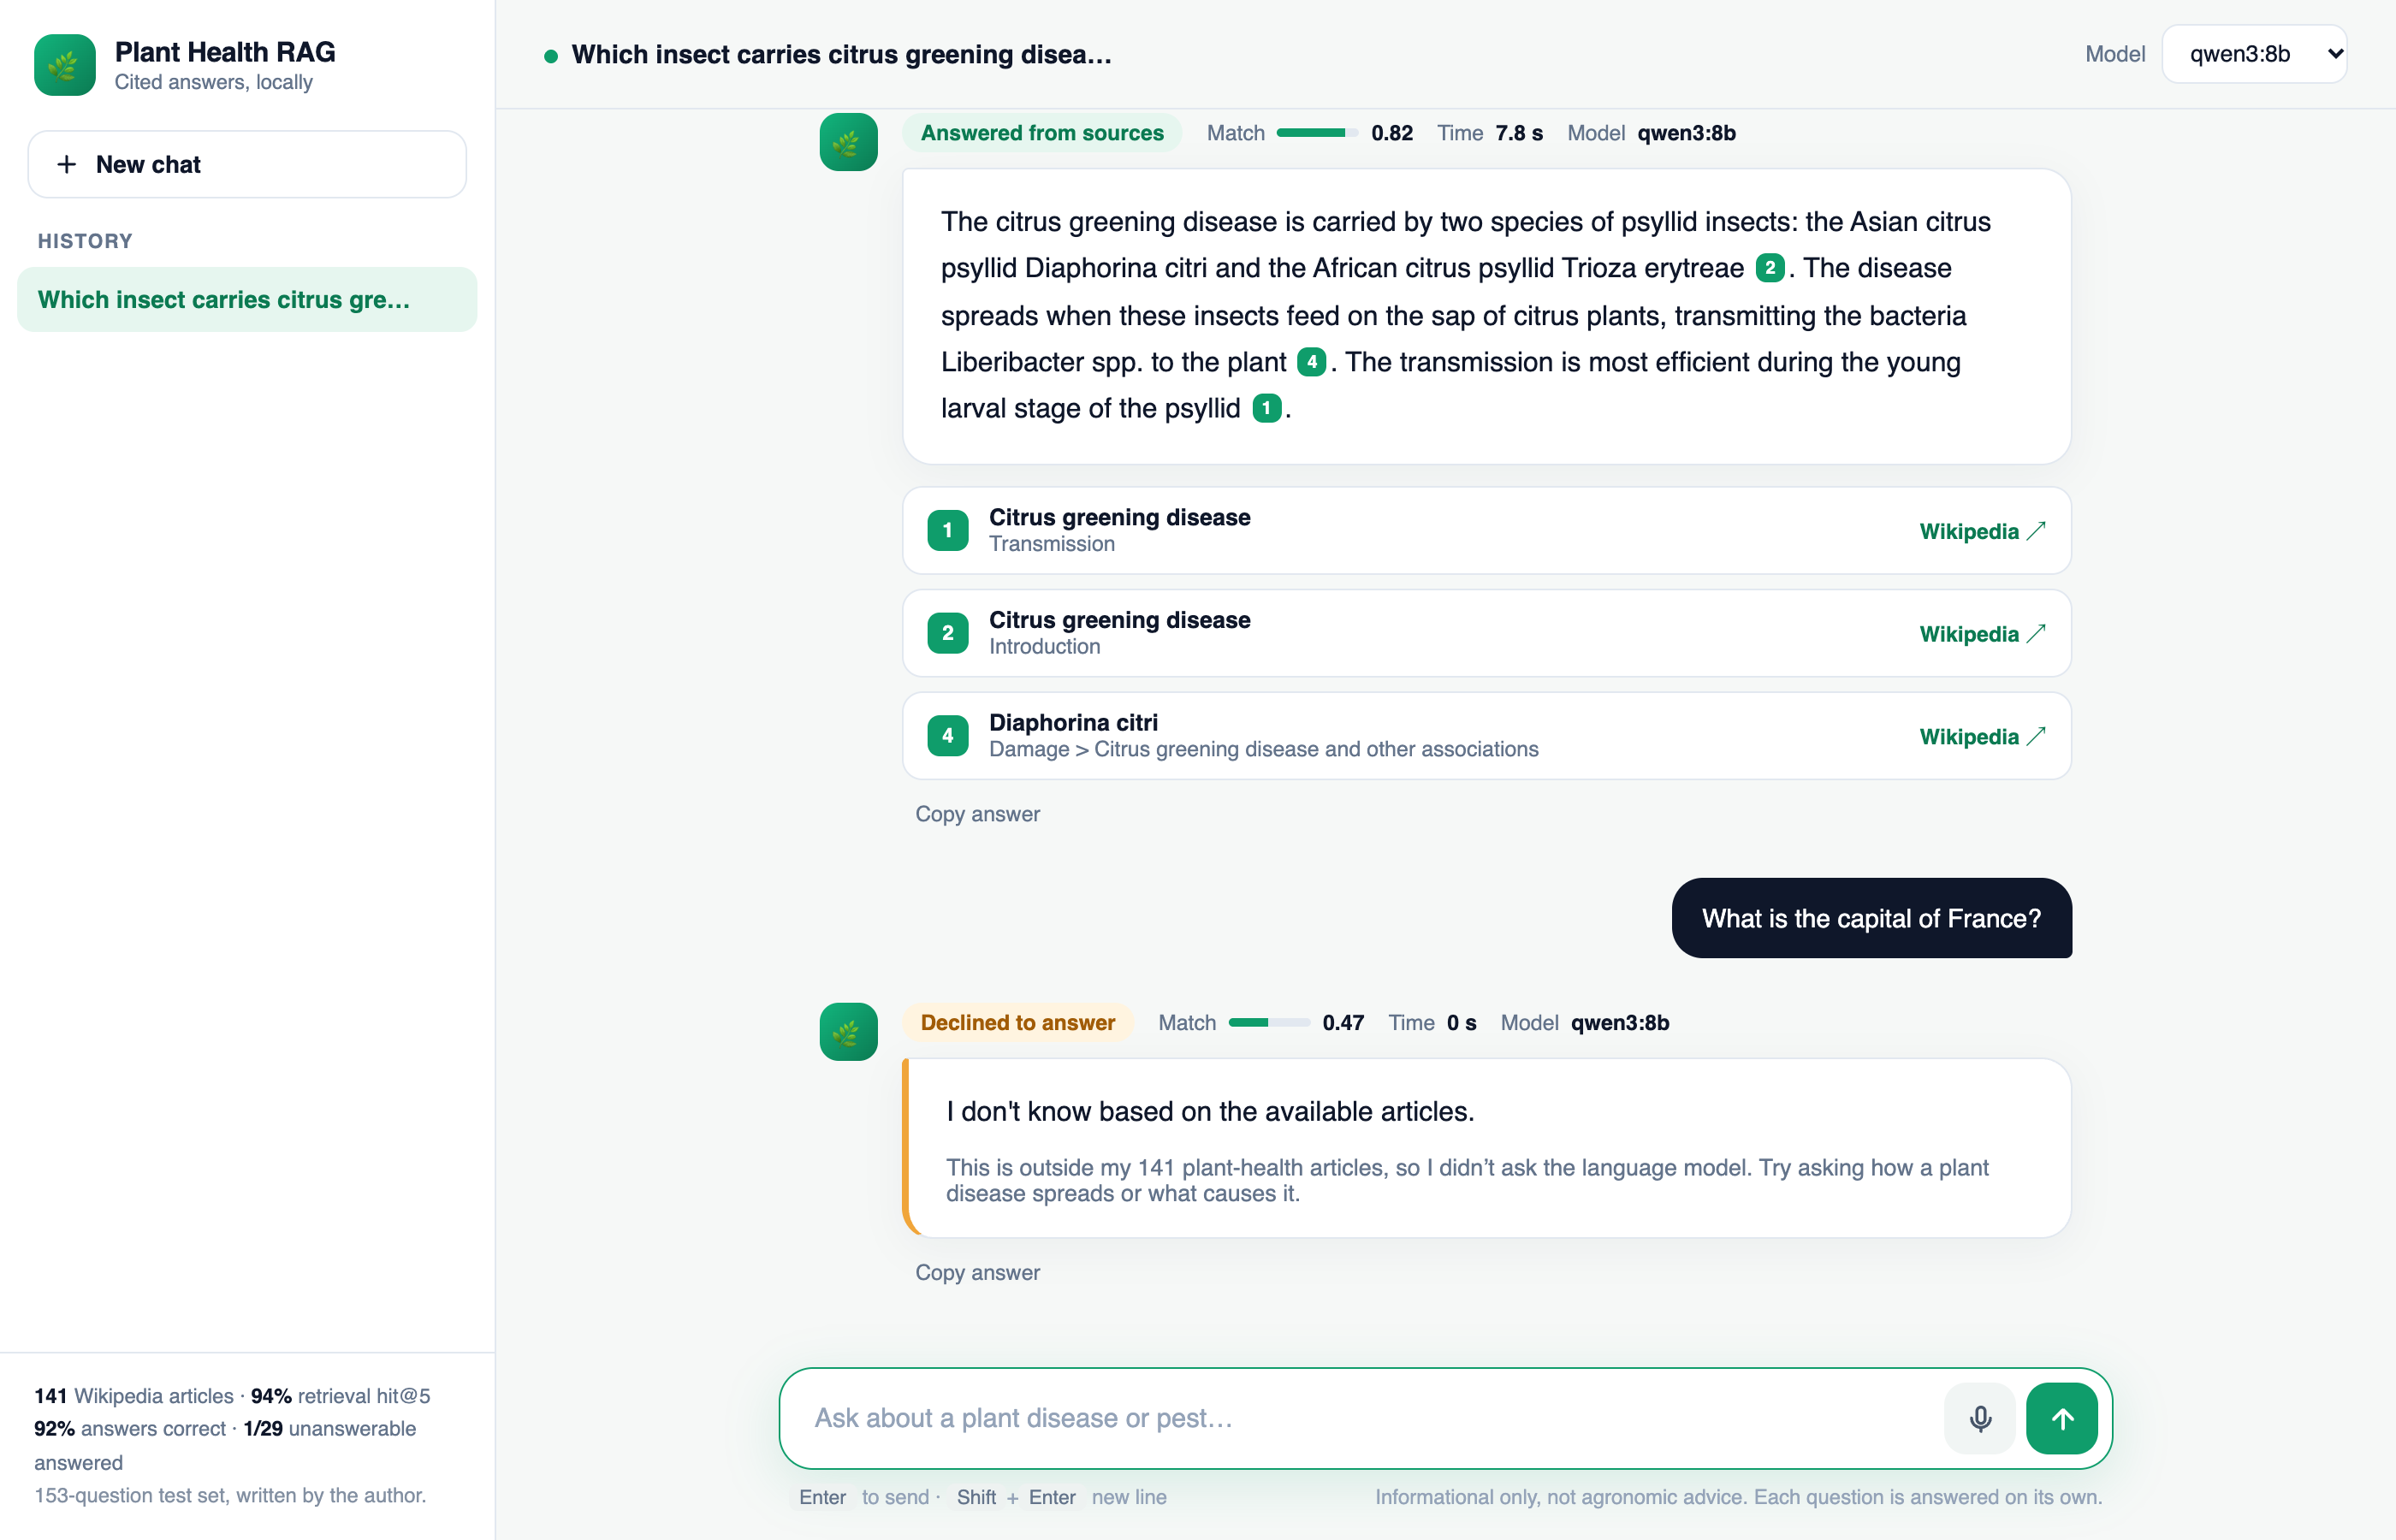 Plant Health RAG
Cited answers, locally
+ New chat
HISTORY
Which insect carries citrus gre…
141 Wikipedia articles · 94% retrieval hit@5
92% answers correct · 1/29 unanswerable
answered
153-question test set, written by the author.
Which insect carries citrus greening disea…
Model qwen3:8b
Answered from sources Match 0.82 Time 7.8 s Model qwen3:8b
The citrus greening disease is carried by two species of psyllid insects: the Asian citrus
psyllid Diaphorina citri and the African citrus psyllid Trioza erytreae 2. The disease
spreads when these insects feed on the sap of citrus plants, transmitting the bacteria
Liberibacter spp. to the plant 4. The transmission is most efficient during the young
larval stage of the psyllid 1.
1 Citrus greening disease
Transmission
Wikipedia ↗
2 Citrus greening disease
Introduction
Wikipedia ↗
4 Diaphorina citri
Damage > Citrus greening disease and other associations
Wikipedia ↗
Copy answer
What is the capital of France?
Declined to answer Match 0.47 Time 0 s Model qwen3:8b
I don't know based on the available articles.
This is outside my 141 plant-health articles, so I didn’t ask the language model. Try asking how a plant
disease spreads or what causes it.
Copy answer
Ask about a plant disease or pest…
Enter to send · Shift + Enter new line
Informational only, not agronomic advice. Each question is answered on its own.